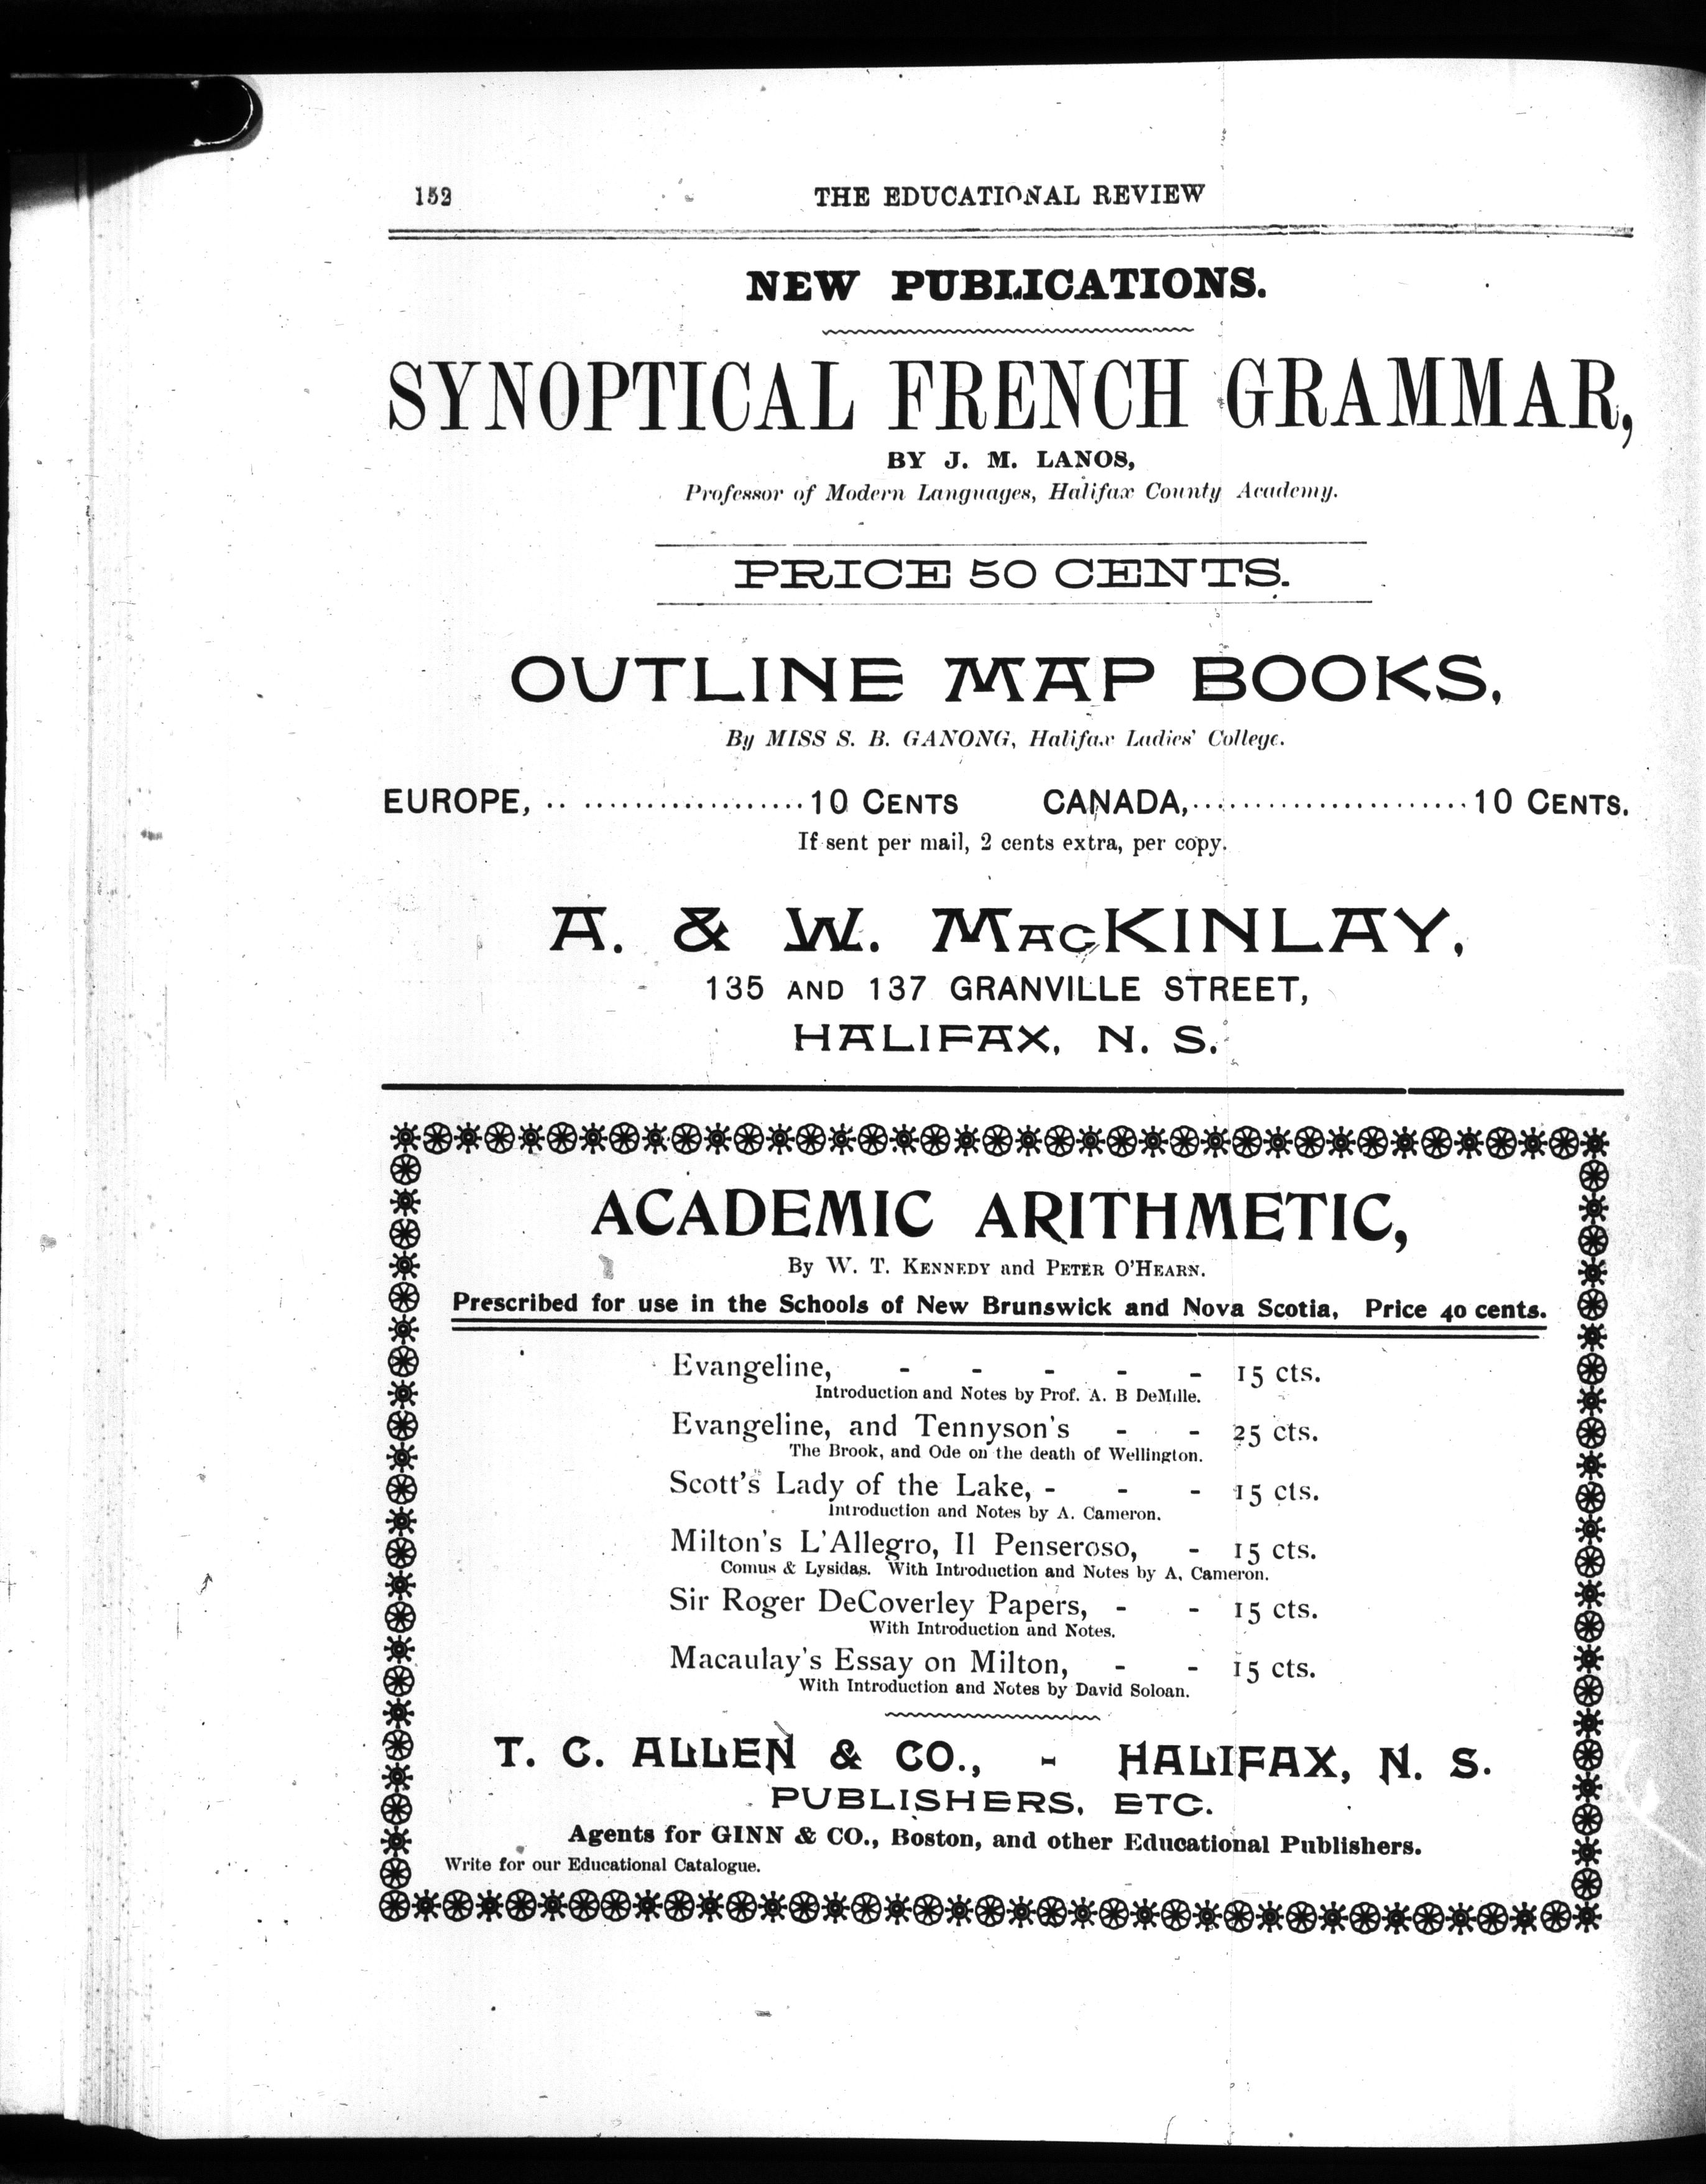 152 THE EDUCATIONAL REVIEW
NEW PUBLICATIONS.
SYNOPTICAL FRENCH GRAMMAR,
BY J. M. LANOS,
Professor of Modern Languages, Halifax County Academy.
PRICE 50 CENTS.
OUTLINE MAP BOOKS,
By MISS S. B. GANONG, Halifax Ladies' College.
EUROPE, .. ...................10 CENTS CANADA,.......................10 CENTS.
If sent per mail, 2 cents extra, per copy.
A. & W. MacKINLAY,
135 AND 137 GRANVILLE STREET,
HALIFAX, N. S.
ACADEMIC ARITHMETIC,
By W. T. KENNEDY and PETER O'HEARN.
Prescribed for use in the Schools of New Brunswick and Nova Scotia, Price 40 cents.
Evangeline, - - - - - 15 cts.
Introduction and Notes by Prof. A. B DeMille.
Evangeline, and Tennyson's - - 25 cts.
The Brook, and Ode on the death of Wellington.
Scott's Lady of the Lake, - - - 15 cts.
Introduction and Notes by A. Cameron.
Milton's L'Allegro, Il Penseroso, - 15 cts.
Comus & Lysidas. With Introduction and Notes by A. Cameron.
Sir Roger DeCoverley Papers, - - 15 cts.
With Introduction and Notes.
Macaulay's Essay on Milton, - - 15 cts.
With Introduction and Notes by David Soloan.
T. C. ALLEN & CO., - HALIFAX, N. S.
PUBLISHERS, ETC.
Agents for GINN & CO., Boston, and other Educational Publishers.
Write for our Educational Catalogue.